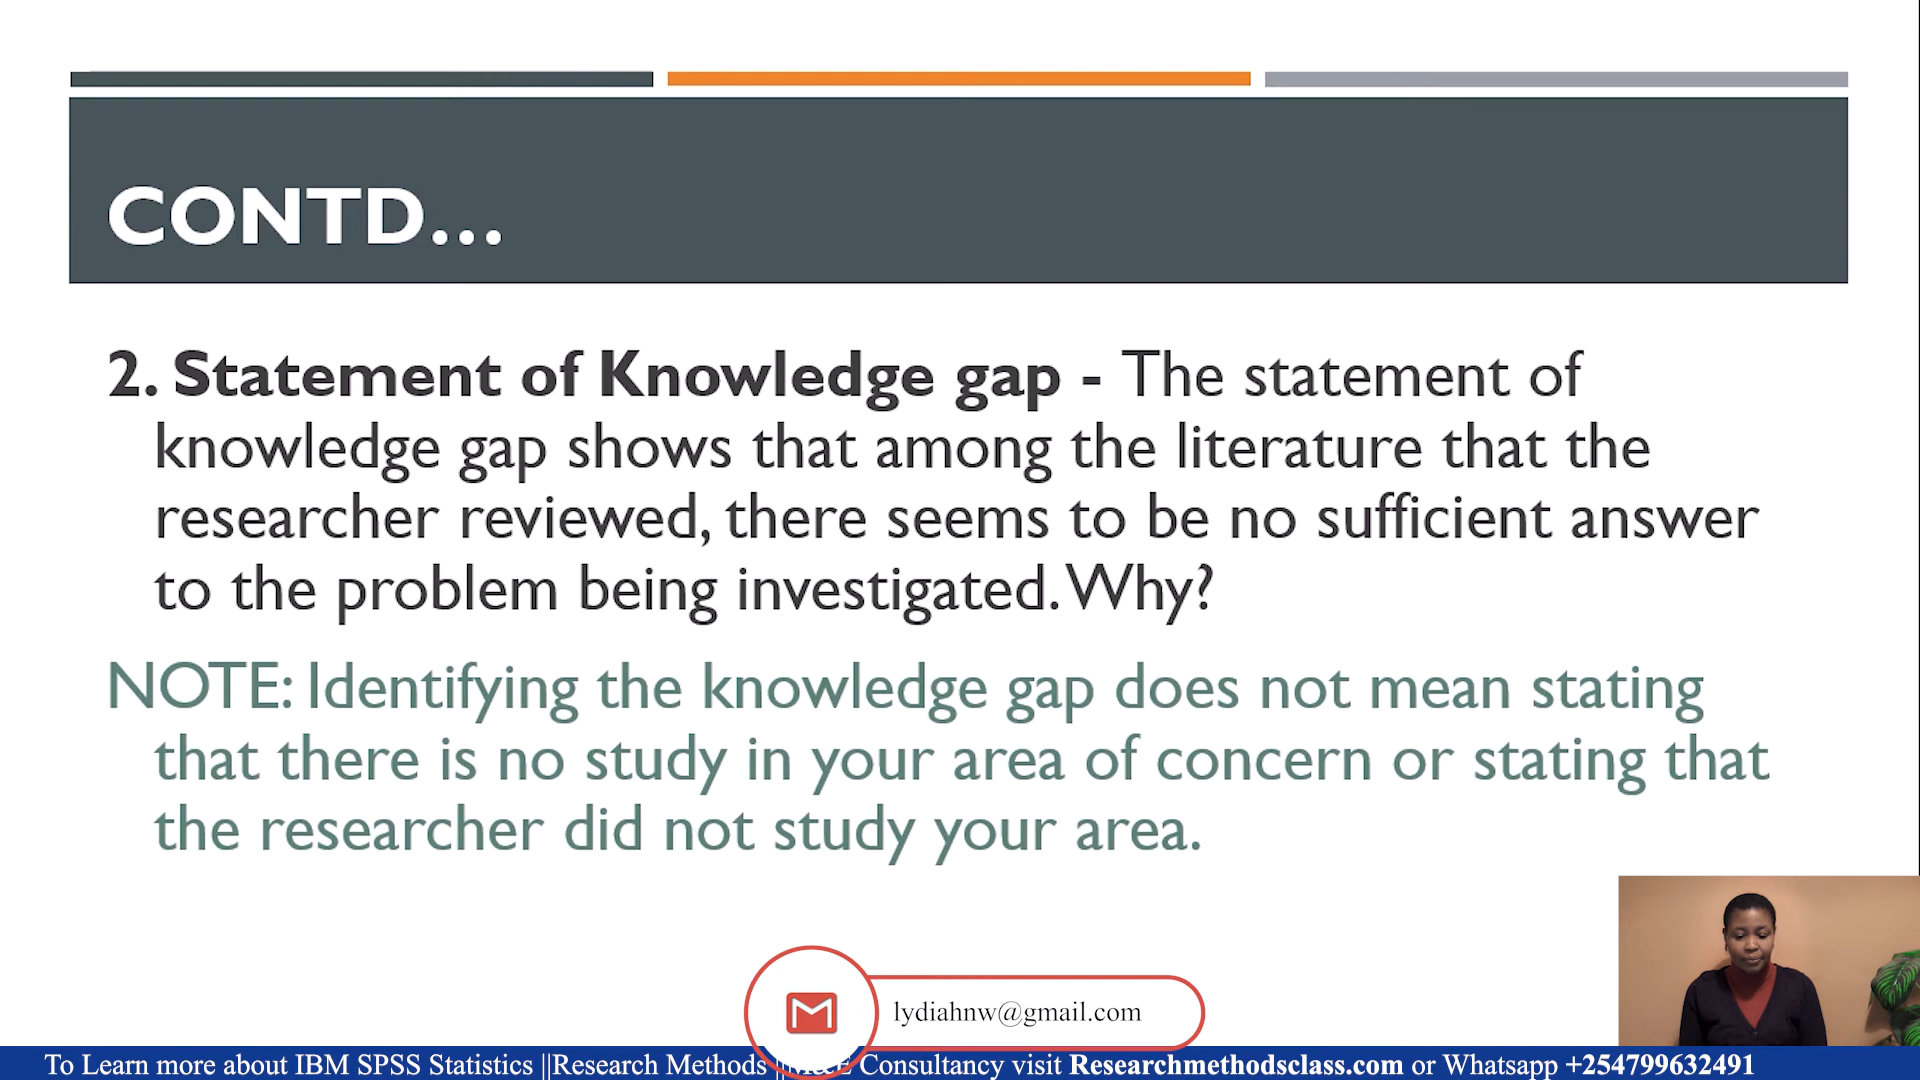 CONTD...
2. Statement of Knowledge gap - The statement of
knowledge gap shows that among the literature that the
researcher reviewed, there seems to be no sufficient answer
to the problem being investigated. Why?
NOTE: Identifying the knowledge gap does not mean stating
that there is no study in your area of concern or stating that
the researcher did not study your area.
lydiahnw@gmail.com
To Learn more about IBM SPSS Statistics ||Research Methods || Consultancy visit Researchmethodsclass.com or Whatsapp +254799632491